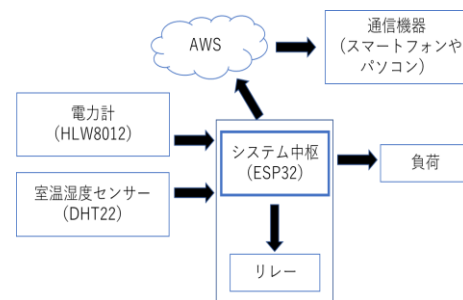 AWS
通信機器
(スマートフォンや
パソコン)
電力計
(HLW8012)
システム中枢
(ESP32)
負荷
室温湿度センサー
(DHT22)
リレー